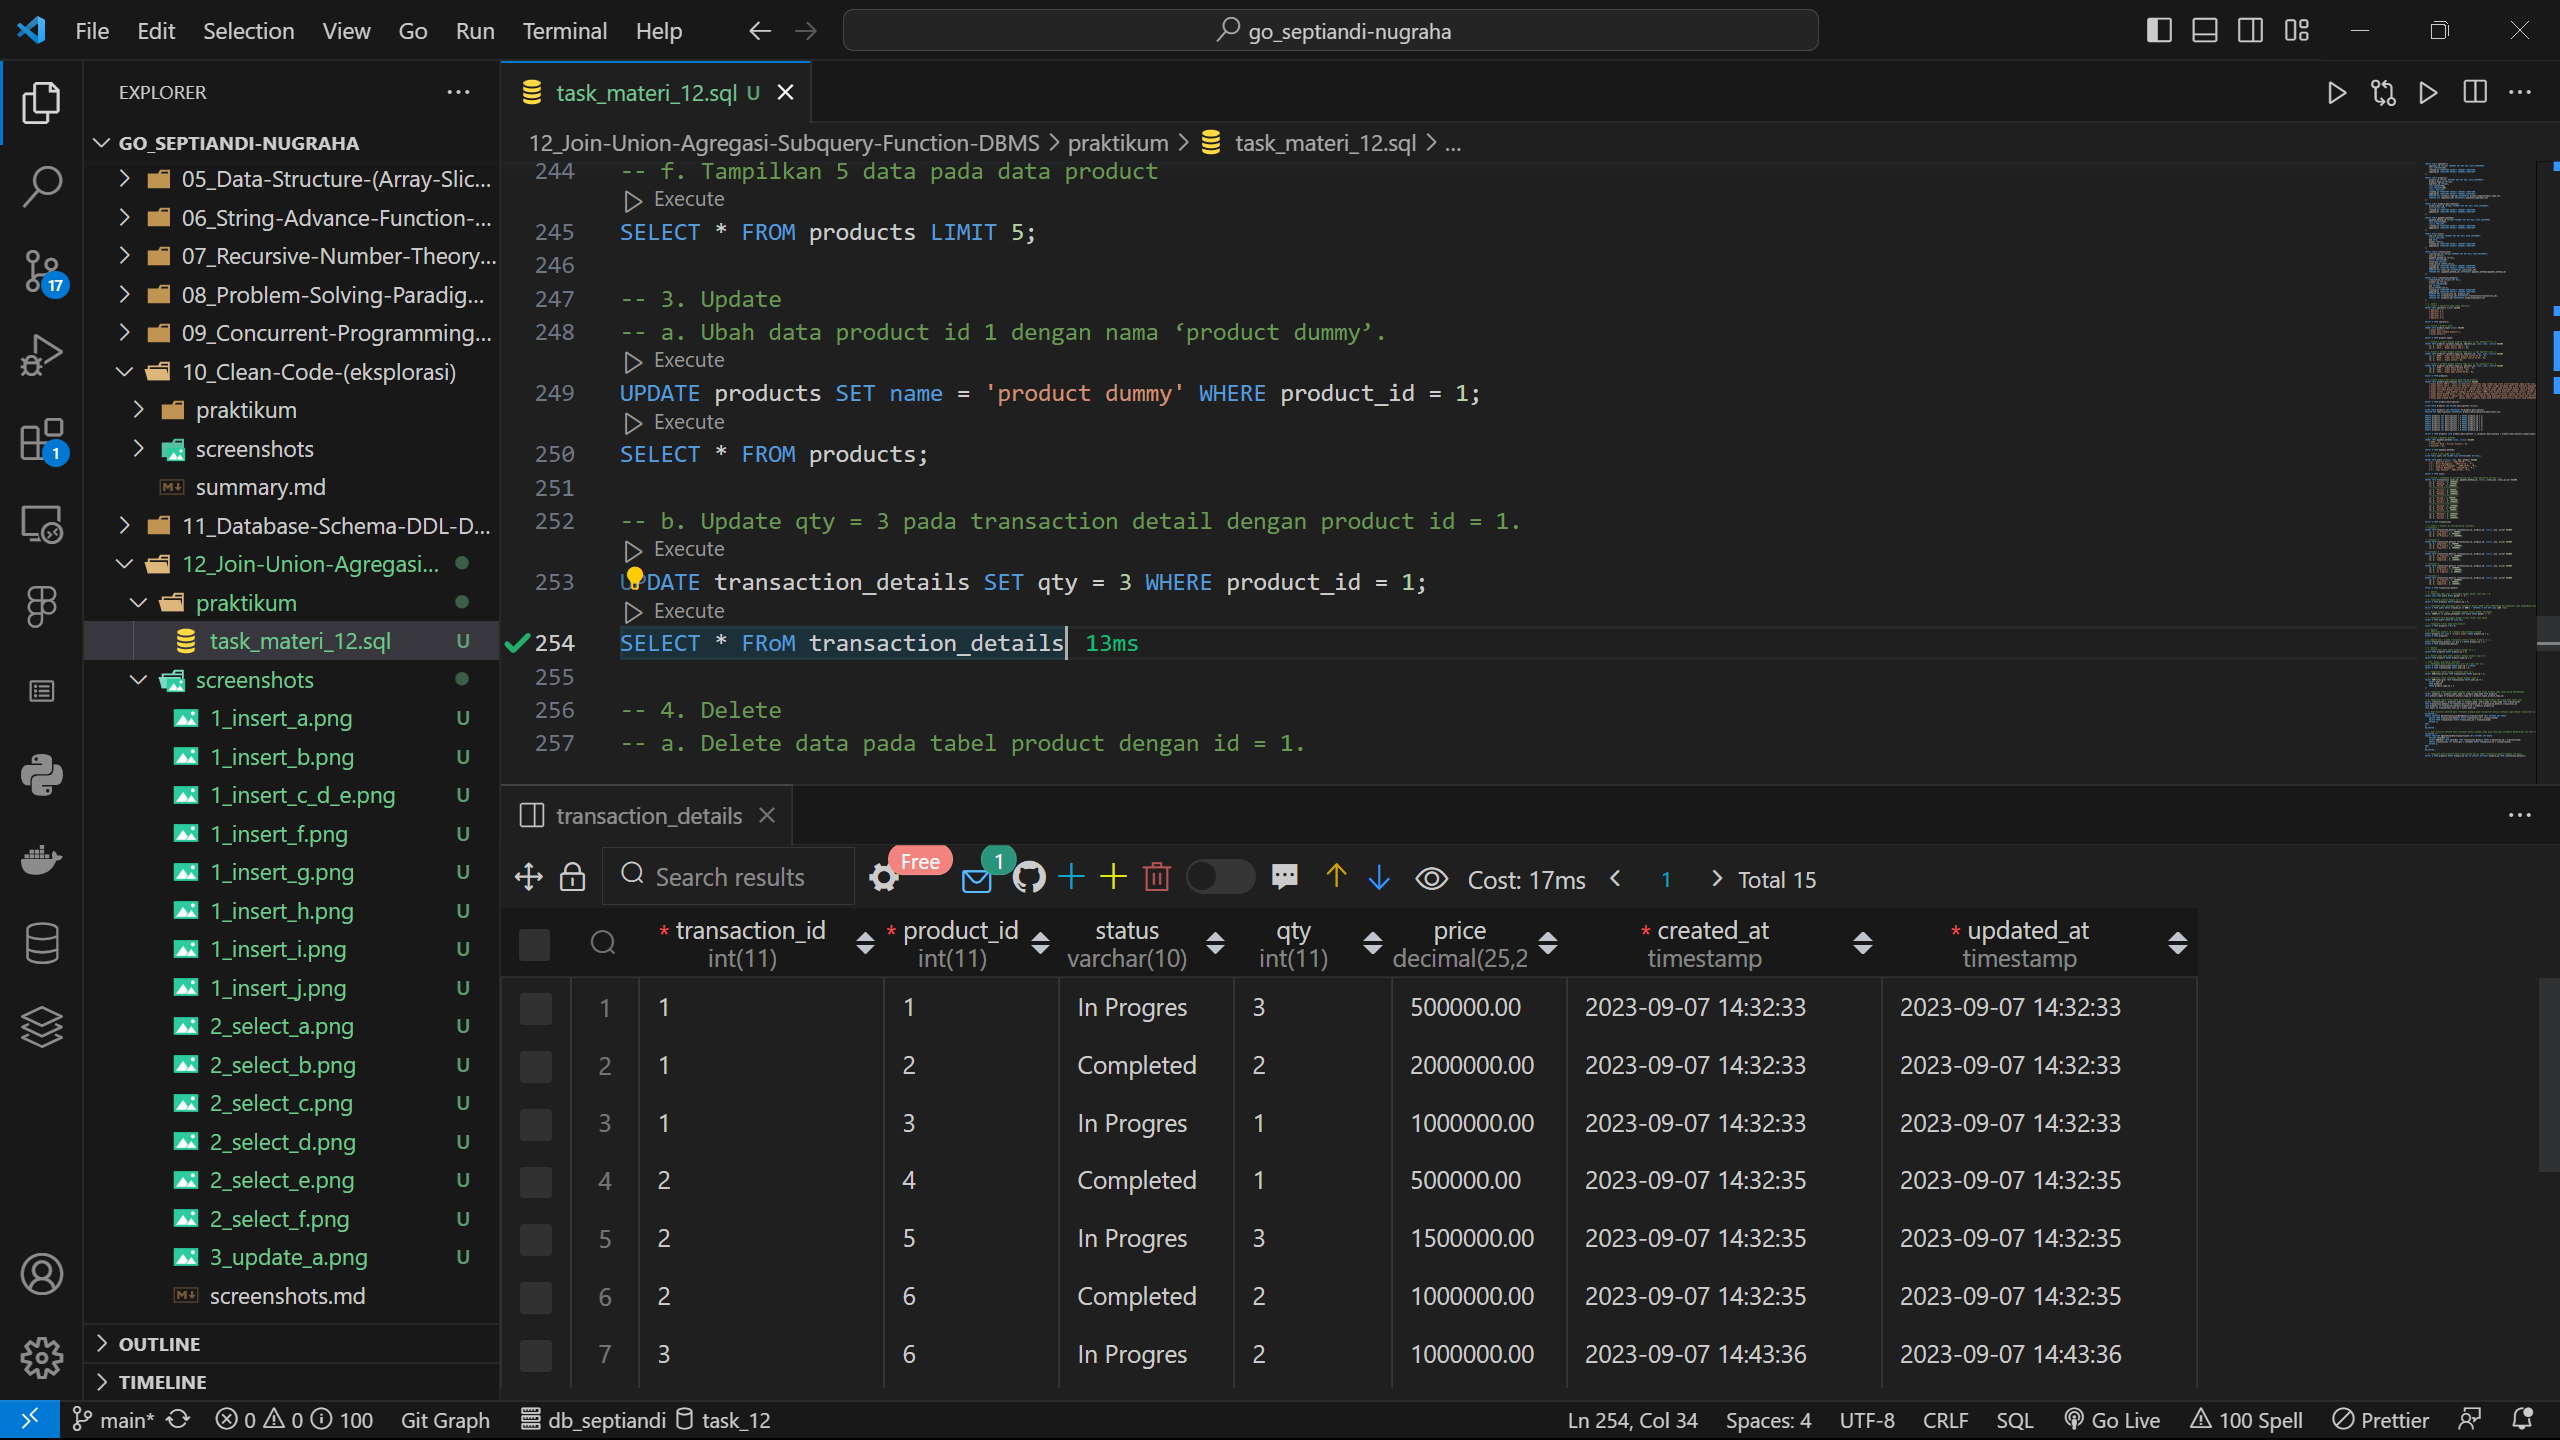 File Edit Selection View Go Run Terminal Help
go_septiandi-nugraha
EXPLORER
GO_SEPTIANDI-NUGRAHA
05_Data-Structure-(Array-Slic...
06_String-Advance-Function-...
07_Recursive-Number-Theory...
08_Problem-Solving-Paradig...
09_Concurrent-Programming...
10_Clean-Code-(eksplorasi)
praktikum
screenshots
summary.md
11_Database-Schema-DDL-D...
12_Join-Union-Agregasi...
praktikum
task_materi_12.sql U
screenshots
1_insert_a.png U
1_insert_b.png U
1_insert_c_d_e.png U
1_insert_f.png U
1_insert_g.png U
1_insert_h.png U
1_insert_i.png U
1_insert_j.png U
2_select_a.png U
2_select_b.png U
2_select_c.png U
2_select_d.png U
2_select_e.png U
2_select_f.png U
3_update_a.png U
screenshots.md
OUTLINE
TIMELINE
17
1
task_materi_12.sql U
12_Join-Union-Agregasi-Subquery-Function-DBMS > praktikum > task_materi_12.sql > ...
244 -- f. Tampilkan 5 data pada data product
Execute
245 SELECT * FROM products LIMIT 5;
246
247 -- 3. Update
248 -- a. Ubah data product id 1 dengan nama ‘product dummy’.
Execute
249 UPDATE products SET name = 'product dummy' WHERE product_id = 1;
Execute
250 SELECT * FROM products;
251
252 -- b. Update qty = 3 pada transaction detail dengan product id = 1.
Execute
253 UPDATE transaction_details SET qty = 3 WHERE product_id = 1;
Execute
254 SELECT * FRoM transaction_details 13ms
255
256 -- 4. Delete
257 -- a. Delete data pada tabel product dengan id = 1.
transaction_details
Search results Free 1 Cost: 17ms 1 Total 15
* transaction_id * product_id status qty price * created_at * updated_at
int(11) int(11) varchar(10) int(11) decimal(25,2 timestamp timestamp
1 1 1 In Progres 3 500000.00 2023-09-07 14:32:33 2023-09-07 14:32:33
2 1 2 Completed 2 2000000.00 2023-09-07 14:32:33 2023-09-07 14:32:33
3 1 3 In Progres 1 1000000.00 2023-09-07 14:32:33 2023-09-07 14:32:33
4 2 4 Completed 1 500000.00 2023-09-07 14:32:35 2023-09-07 14:32:35
5 2 5 In Progres 3 1500000.00 2023-09-07 14:32:35 2023-09-07 14:32:35
6 2 6 Completed 2 1000000.00 2023-09-07 14:32:35 2023-09-07 14:32:35
7 3 6 In Progres 2 1000000.00 2023-09-07 14:43:36 2023-09-07 14:43:36
main* 0 0 100 Git Graph db_septiandi task_12 Ln 254, Col 34 Spaces: 4 UTF-8 CRLF SQL Go Live 100 Spell Prettier